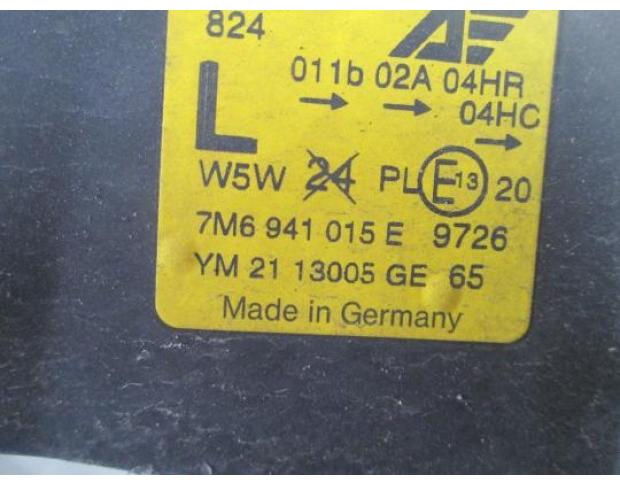 824 AE
L 011b 02A 04HR
04HC
W5W 24 PL E13 20
7M6 941 015 E 9726
YM 21 13005 GE 65
Made in Germany